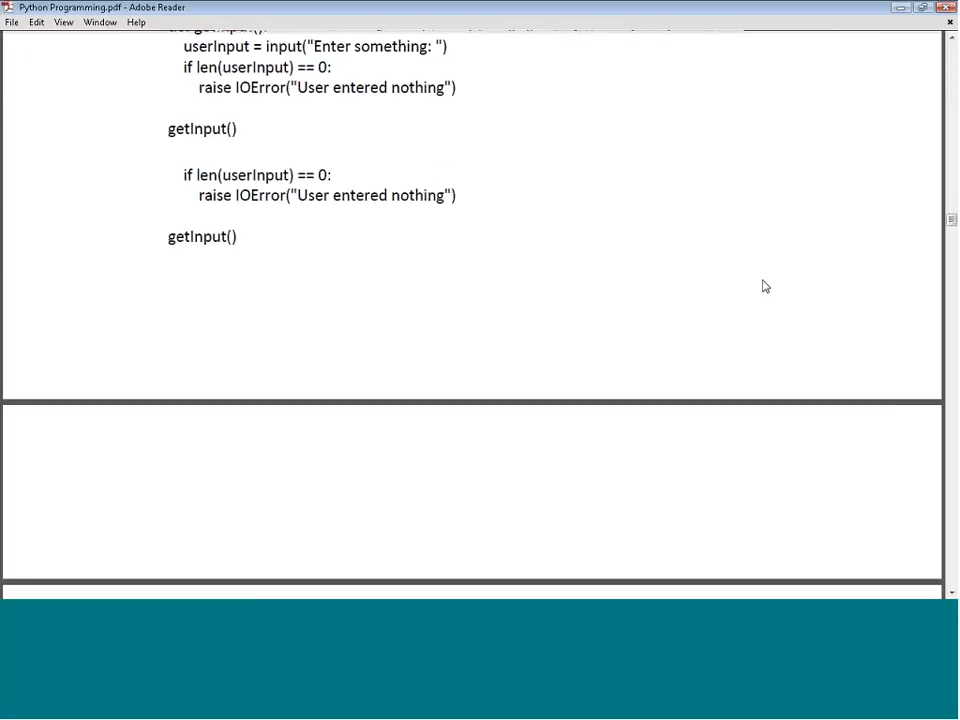 Python Programming.pdf - Adobe Reader
File Edit View Window Help
userInput = input("Enter something: ")
if len(userInput) == 0:
raise IOError("User entered nothing")
getInput()
if len(userInput) == 0:
raise IOError("User entered nothing")
getInput()